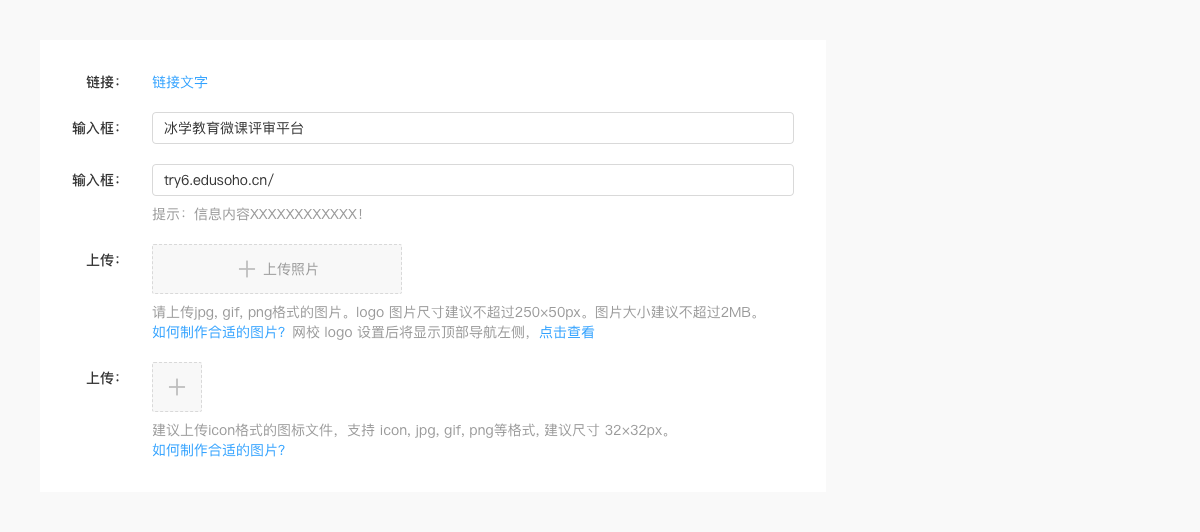 链接： 链接文字
输入框： 冰学教育微课评审平台
输入框： try6.edusoho.cn/
提示：信息内容XXXXXXXXXXXX！
上传： 上传照片
请上传jpg, gif, png格式的图片。logo 图片尺寸建议不超过250×50px。图片大小建议不超过2MB。
如何制作合适的图片？网校 logo 设置后将显示顶部导航左侧，点击查看
上传：
建议上传icon格式的图标文件，支持 icon, jpg, gif, png等格式, 建议尺寸 32×32px。
如何制作合适的图片？